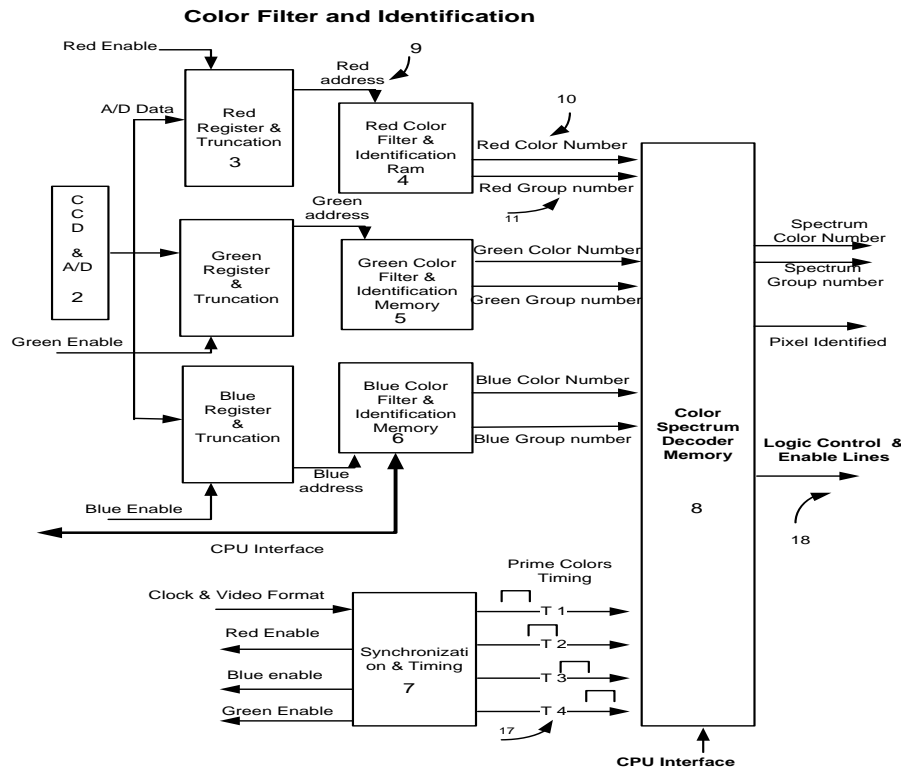 Color Filter and Identification
Red Enable
Red
address
9
A/D Data
Red
Register &
Truncation
3
Red Color
Filter &
Identification
Ram
4
10
Red Color Number
Red Group number
11
C
C
D
&
A/D
2
Green
address
Green
Register
&
Truncation
Green Color
Filter &
Identification
Memory
5
Green Color Number
Green Group number
Green Enable
Spectrum
Color Number
Spectrum
Group number
Pixel Identified
Blue
Register
&
Truncation
Blue Color
Filter &
Identification
Memory
6
Blue Color Number
Blue Group number
Blue
address
Blue Enable
CPU Interface
Color
Spectrum
Decoder
Memory
8
Logic Control &
Enable Lines
18
Prime Colors
Timing
Clock & Video Format
Red Enable
Blue enable
Green Enable
Synchronizati
on & Timing
7
T 1
T 2
T 3
T 4
17
CPU Interface